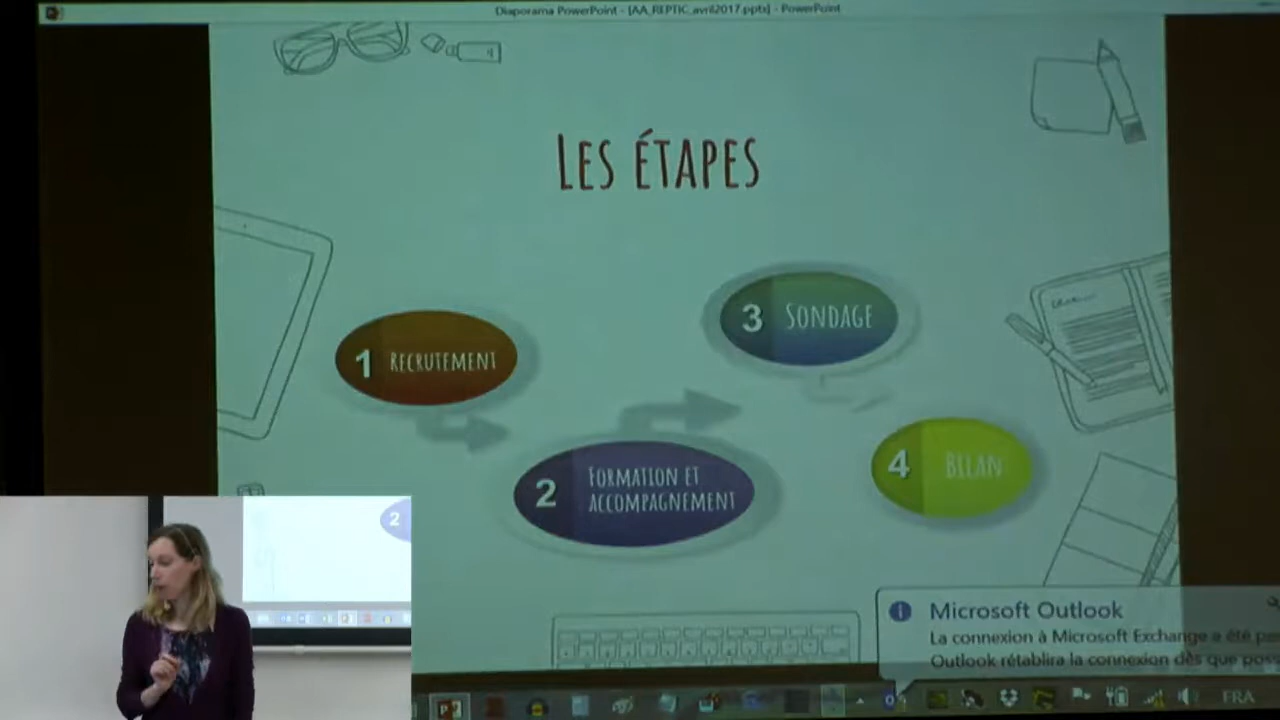 Diaporama PowerPoint - [AA_REPTIC_avril2017.pptx] - PowerPoint
LES ÉTAPES
1 RECRUTEMENT
2 FORMATION ET
ACCOMPAGNEMENT
3 SONDAGE
4 BILAN
2
Microsoft Outlook
La connexion à Microsoft Exchange a été
Outlook rétablira la connexion dès que
FRA